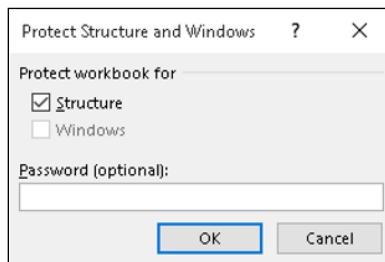 Protect Structure and Windows ? ×
Protect workbook for
Structure
Windows
Password (optional):
OK Cancel